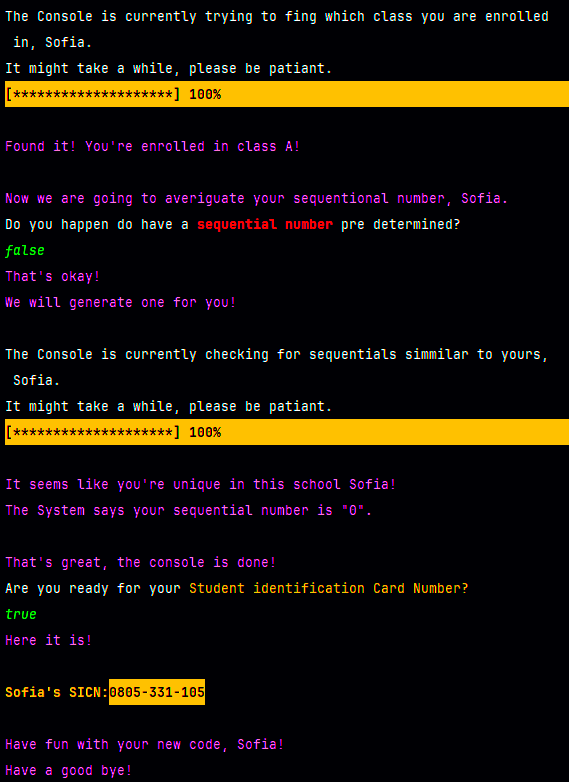 The Console is currently trying to fing which class you are enrolled
in, Sofia.
It might take a while, please be patiant.
[********************] 100%
Found it! You're enrolled in class A!
Now we are going to averiguate your sequentional number, Sofia.
Do you happen do have a sequential number pre determined?
false
That's okay!
We will generate one for you!
The Console is currently checking for sequentials simmilar to yours,
Sofia.
It might take a while, please be patiant.
[********************] 100%
It seems like you're unique in this school Sofia!
The System says your sequential number is "0".
That's great, the console is done!
Are you ready for your Student identification Card Number?
true
Here it is!
Sofia's SICN:0805-331-105
Have fun with your new code, Sofia!
Have a good bye!